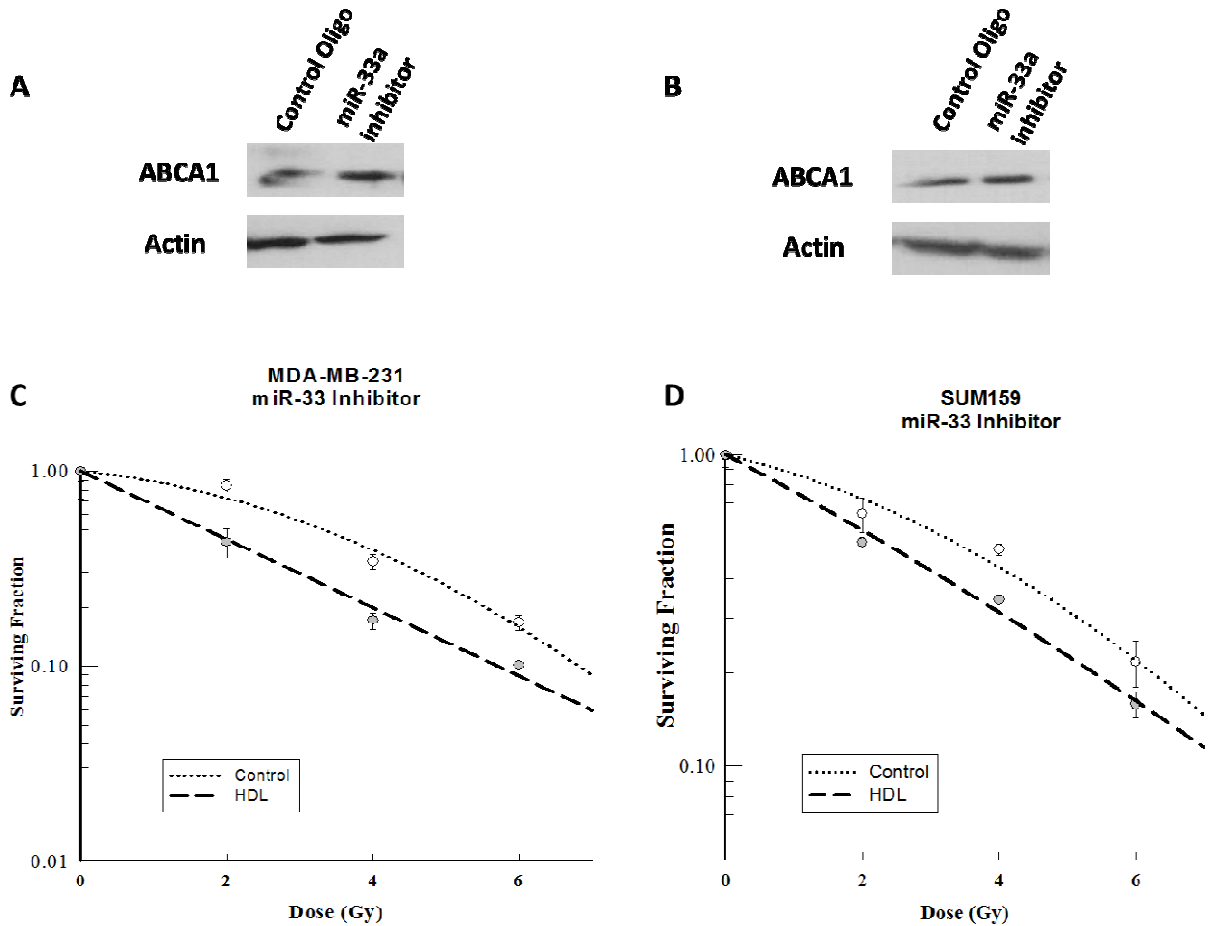 A
Control Oligo
miR-33a
inhibitor
ABCA1
Actin
B
Control Oligo
miR-33a
inhibitor
ABCA1
Actin
C
MDA-MB-231
miR-33 Inhibitor
Surviving Fraction
1.00
0.10
0.01
Control
HDL
0 2 4 6
Dose (Gy)
D
SUM159
miR-33 Inhibitor
Surviving Fraction
1.00
0.10
Control
HDL
0 2 4 6
Dose (Gy)